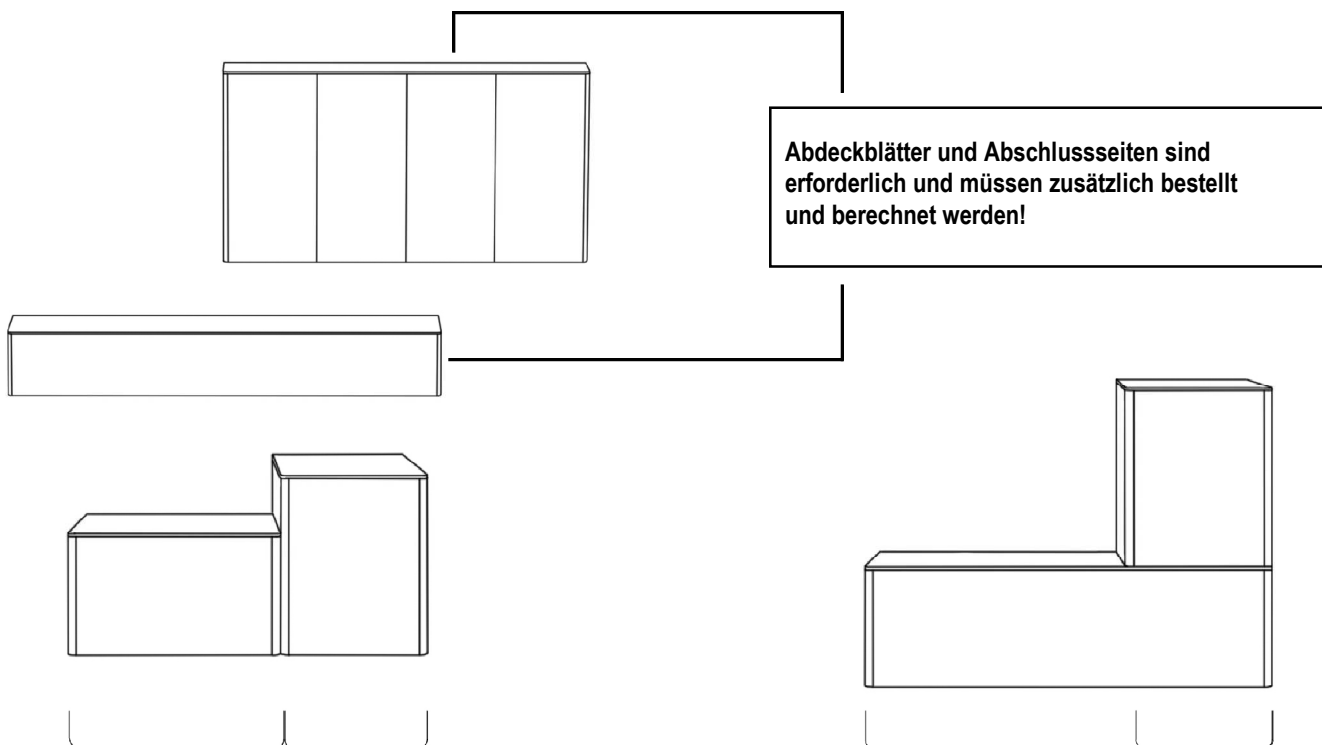 Abdeckblätter und Abschlussseiten sind
erforderlich und müssen zusätzlich bestellt
und berechnet werden!